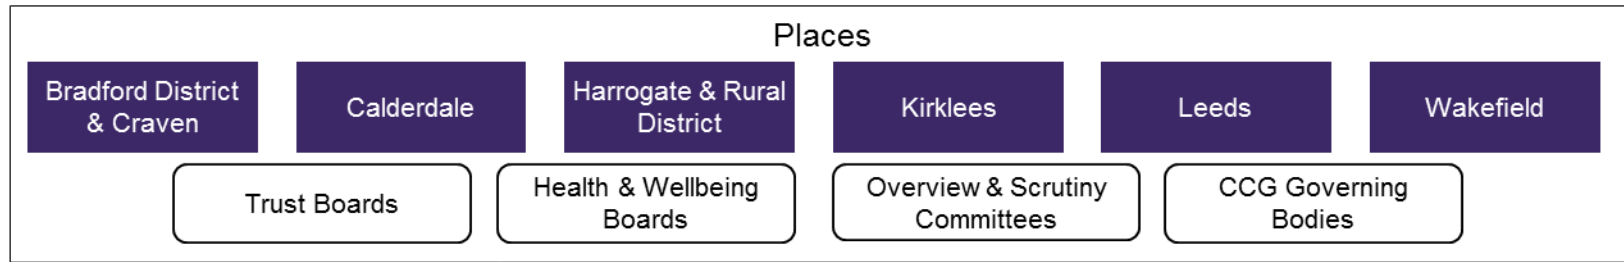 Places
Bradford District
& Craven
Calderdale
Harrogate & Rural
District
Kirklees
Leeds
Wakefield
Trust Boards
Health & Wellbeing
Boards
Overview & Scrutiny
Committees
CCG Governing
Bodies